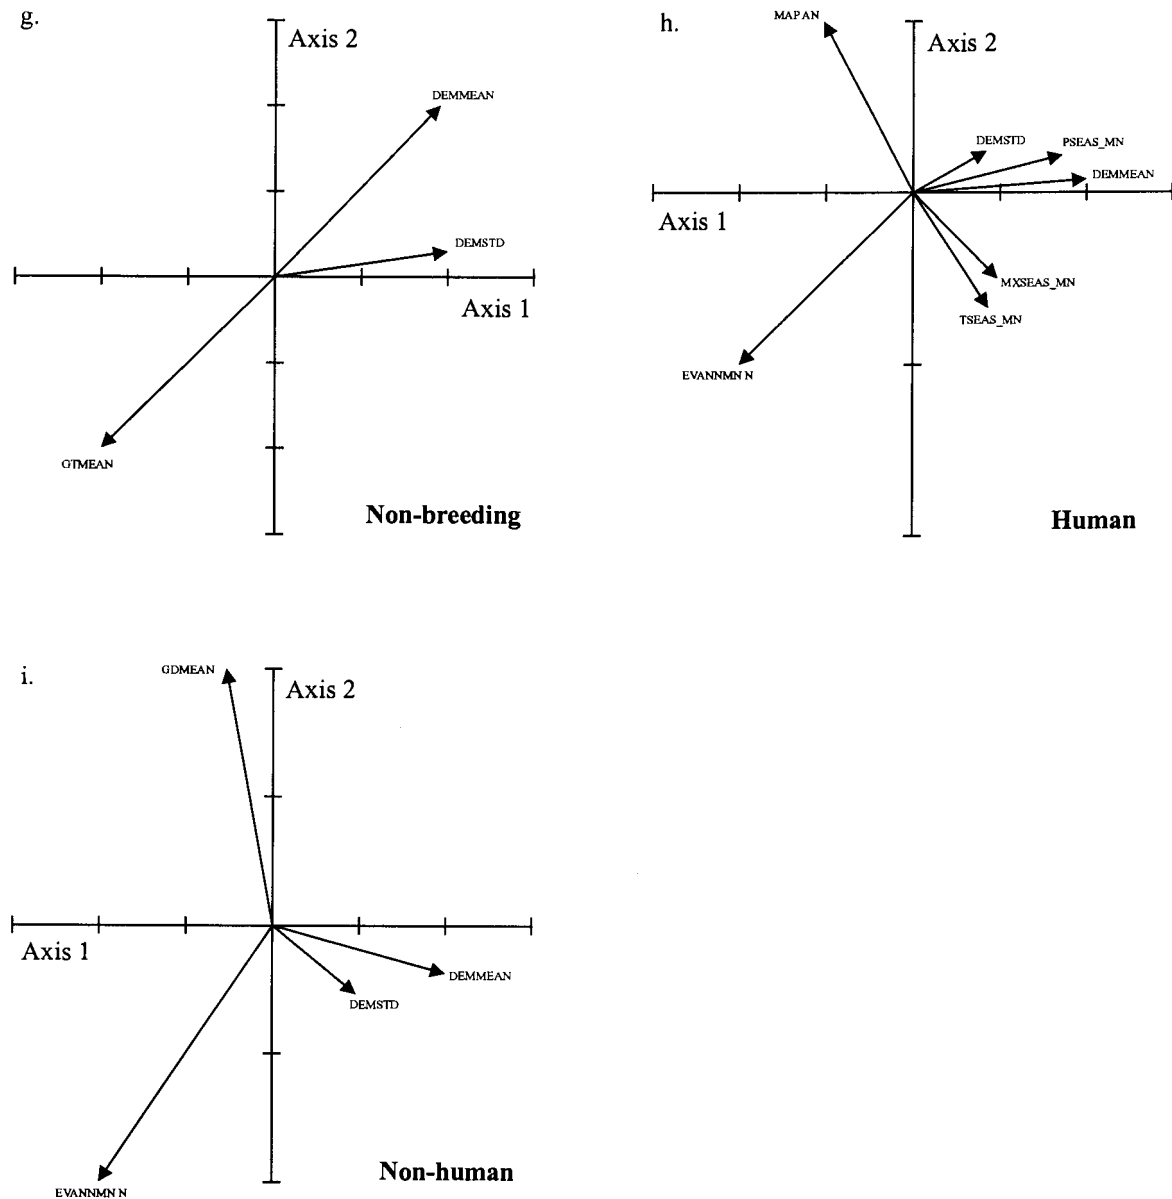 g.
Axis 2
DEMMEAN
DEMSTD
Axis 1
GTMEAN
Non-breeding
h.
MAPAN
Axis 2
DEMSTD
PSEAS_MN
DEMMEAN
Axis 1
MXSEAS_MN
TSEAS_MN
EVANNMN N
Human
i.
GDMEAN
Axis 2
Axis 1
DEMMEAN
DEMSTD
EVANNMN N
Non-human